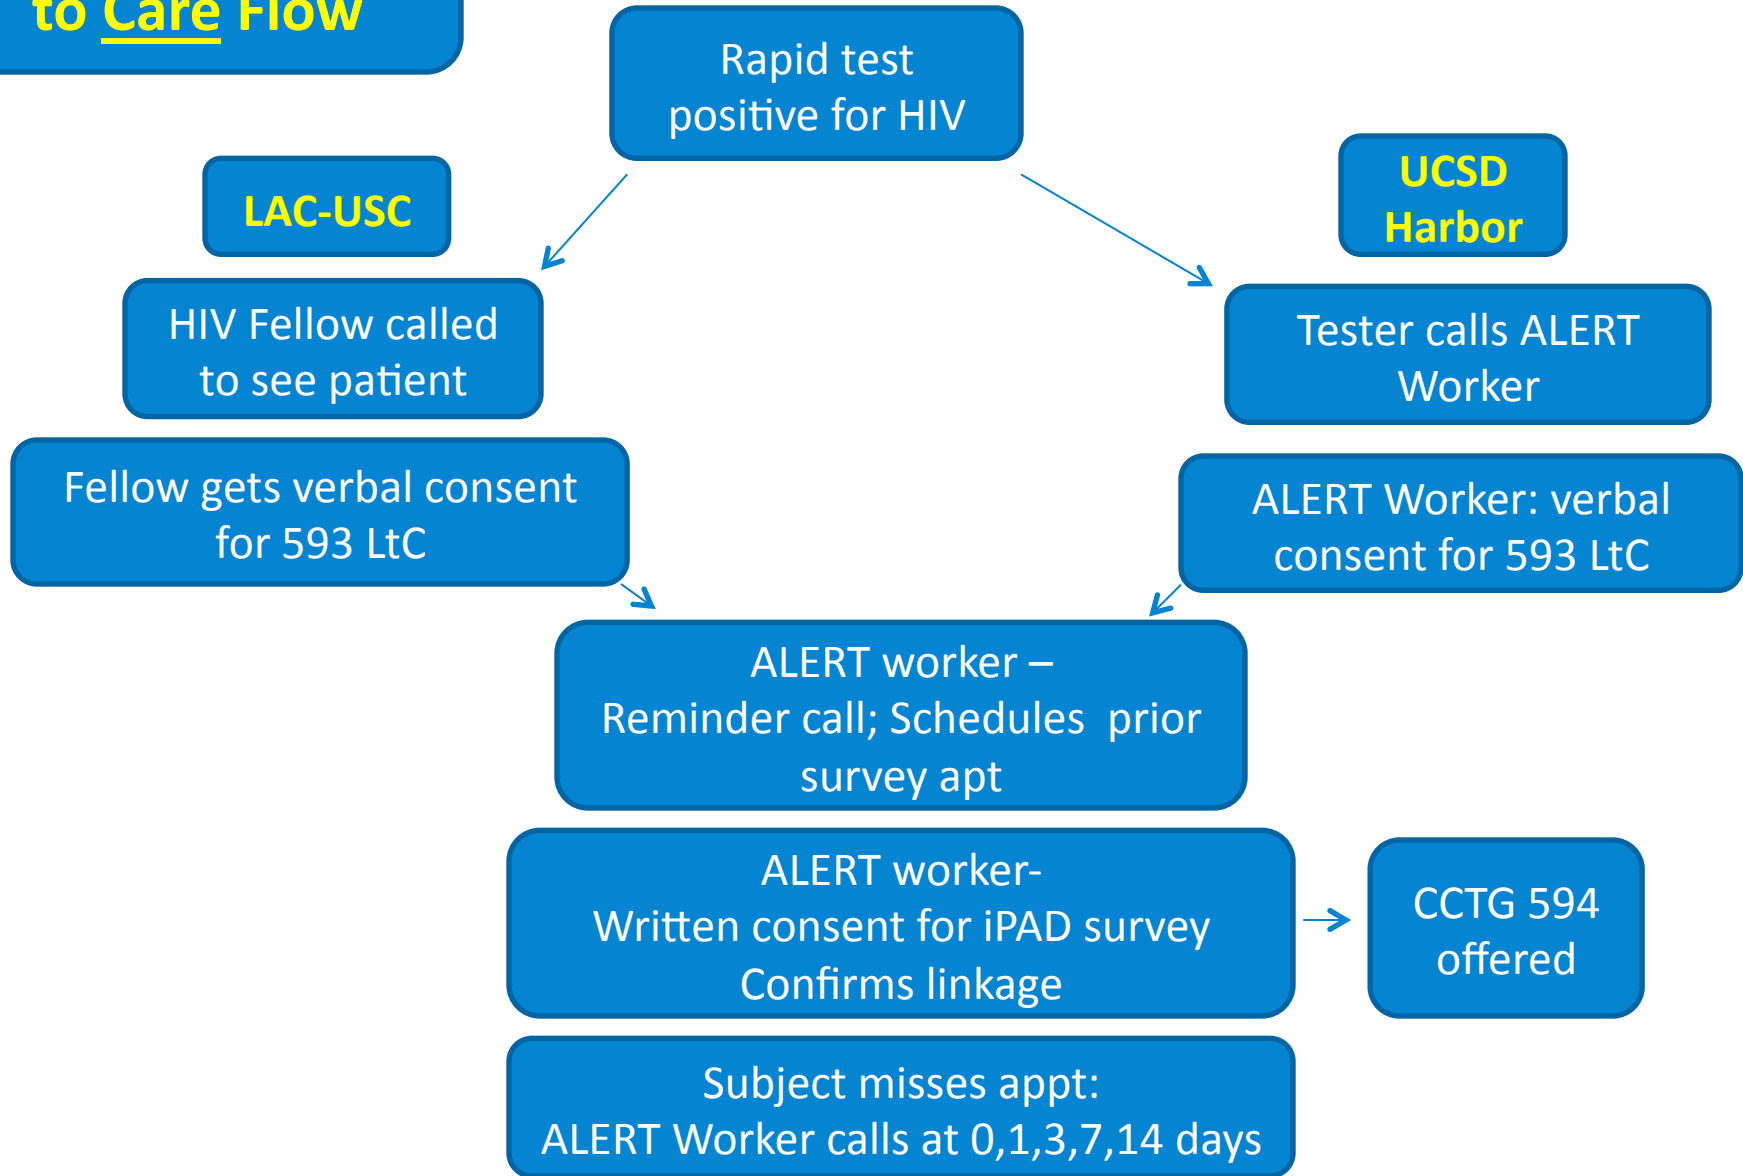 to Care Flow
Rapid test
positive for HIV
LAC-USC
UCSD
Harbor
HIV Fellow called
to see patient
Tester calls ALERT
Worker
Fellow gets verbal consent
for 593 LtC
ALERT Worker: verbal
consent for 593 LtC
ALERT worker –
Reminder call; Schedules  prior
survey apt
ALERT worker-
Written consent for iPAD survey
Confirms linkage
CCTG 594
offered
Subject misses appt:
ALERT Worker calls at 0,1,3,7,14 days